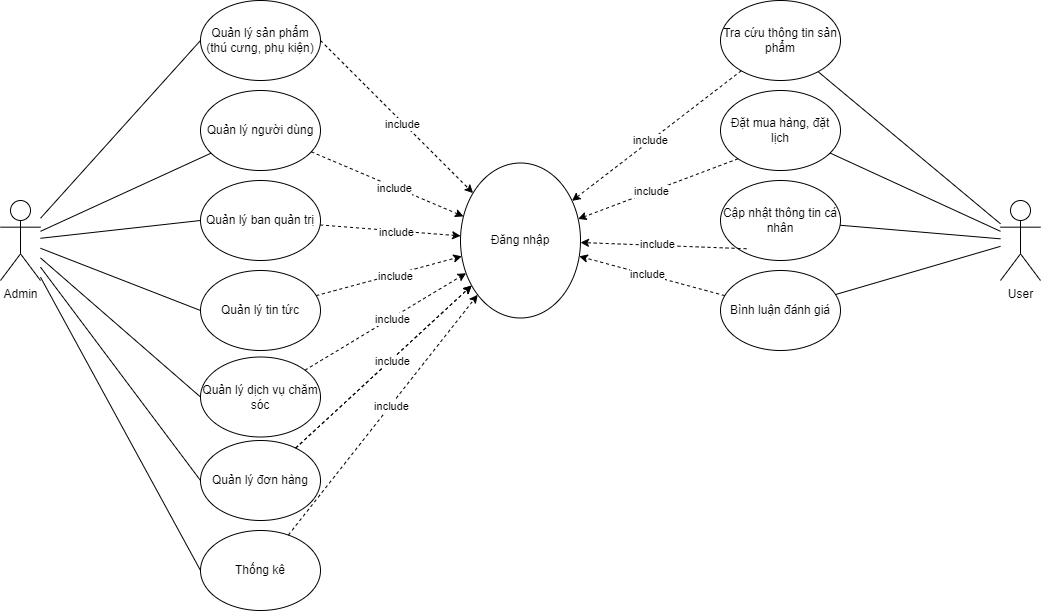 Quản lý sản phẩm
(thú cưng, phụ kiện)
Tra cứu thông tin sản
phẩm
include
include
Quản lý người dùng
Đặt mua hàng, đặt
lịch
include
include
Quản lý ban quản trị
Cập nhật thông tin cá
nhân
include
Đăng nhập
include
include
include
Admin
User
Quản lý tin tức
Bình luận đánh giá
include
include
Quản lý dịch vụ chăm
sóc
include
Quản lý đơn hàng
Thống kê